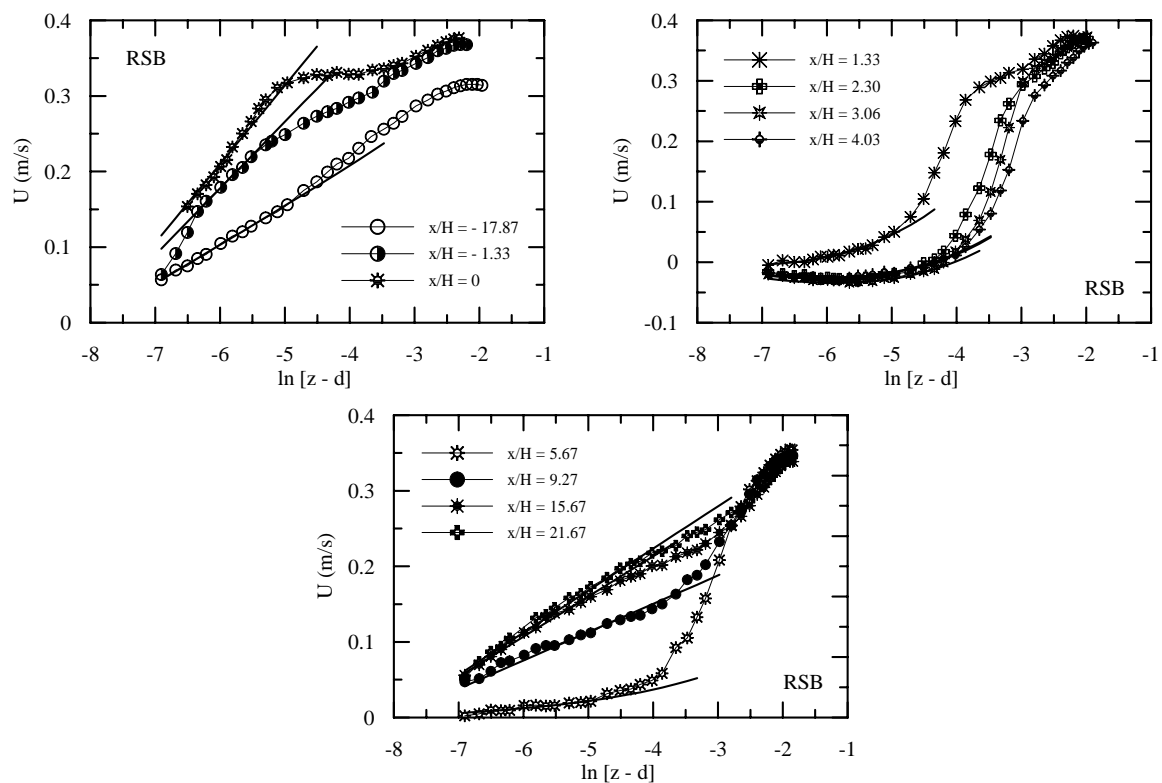 0.4
RSB
0.3
0.2
U (m/s)
0.1
x/H = - 17.87
x/H = - 1.33
x/H = 0
0
-8 -7 -6 -5 -4 -3 -2 -1
ln [z - d]
0.4
x/H = 1.33
x/H = 2.30
0.3
x/H = 3.06
x/H = 4.03
0.2
U (m/s)
0.1
0
RSB
-0.1
-8 -7 -6 -5 -4 -3 -2 -1
ln [z - d]
0.4
x/H = 5.67
x/H = 9.27
0.3
x/H = 15.67
x/H = 21.67
0.2
U (m/s)
0.1
RSB
0
-8 -7 -6 -5 -4 -3 -2 -1
ln [z - d]